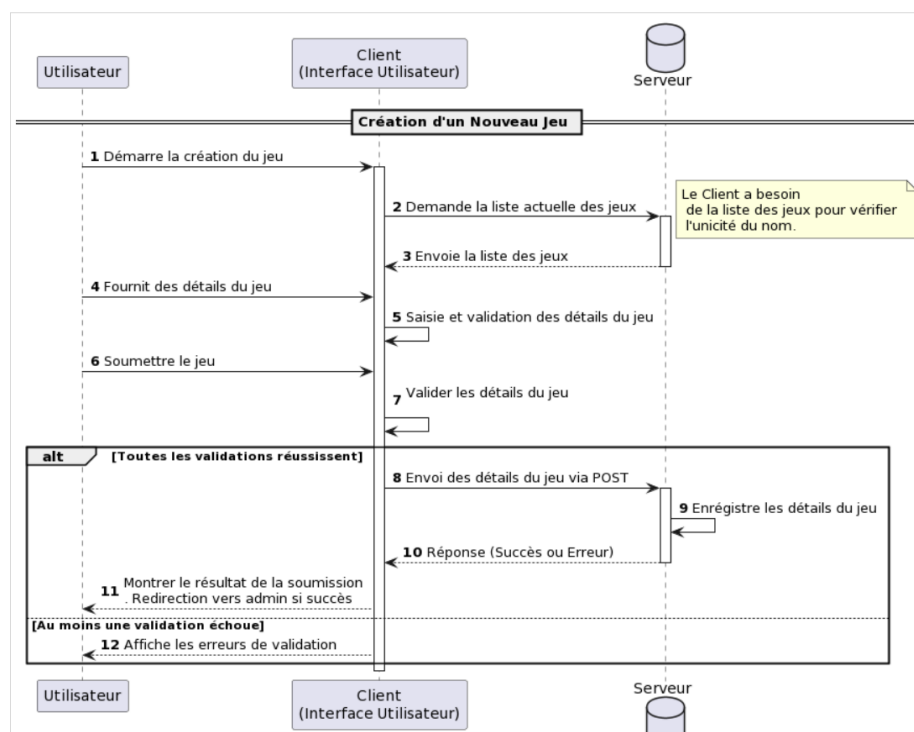 Utilisateur
Client
(Interface Utilisateur)
Serveur
Création d'un Nouveau Jeu
1 Démarre la création du jeu
Le Client a besoin
de la liste des jeux pour vérifier
l'unicité du nom.
2 Demande la liste actuelle des jeux
3 Envoie la liste des jeux
4 Fournit des détails du jeu
5 Saisie et validation des détails du jeu
6 Soumettre le jeu
7 Valider les détails du jeu
alt [Toutes les validations réussissent]
8 Envoi des détails du jeu via POST
9 Enrégistre les détails du jeu
10 Réponse (Succès ou Erreur)
11 Montrer le résultat de la soumission
. Redirection vers admin si succès
[Au moins une validation échoue]
12 Affiche les erreurs de validation
Utilisateur
Client
(Interface Utilisateur)
Serveur